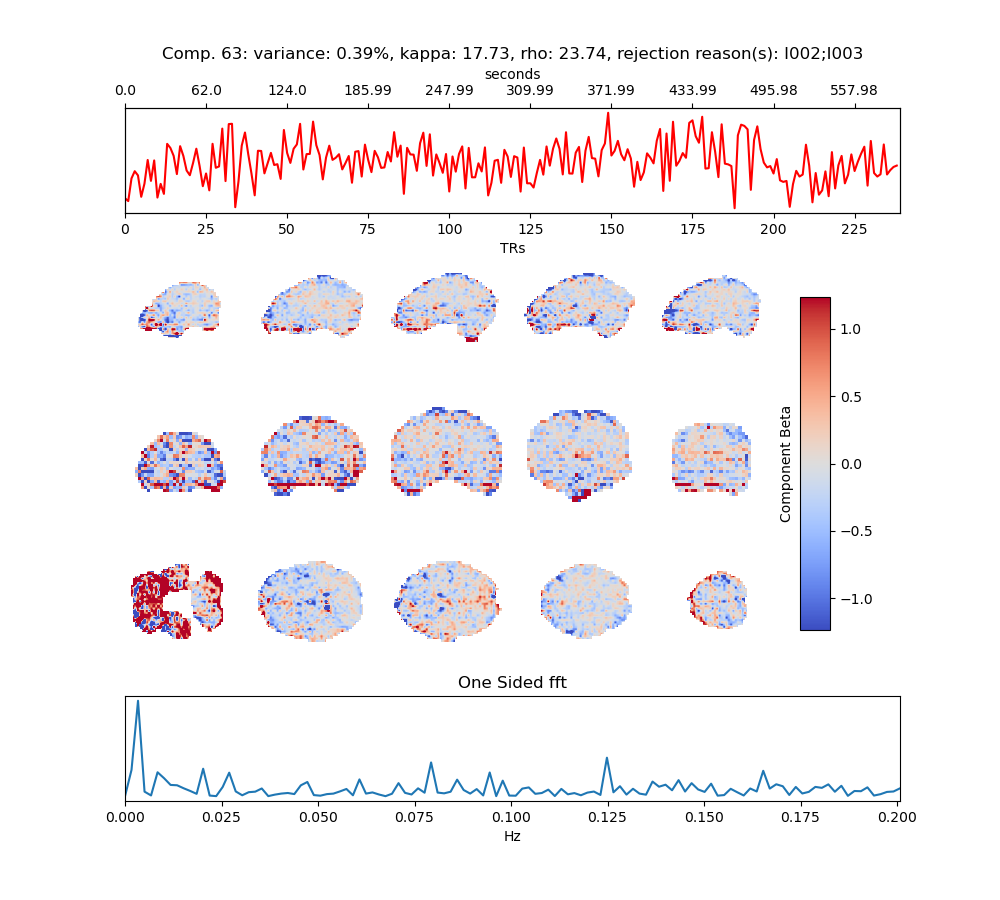 Comp. 63: variance: 0.39%, kappa: 17.73, rho: 23.74, rejection reason(s): I002;I003
seconds
0.0 62.0 124.0 185.99 247.99 309.99 371.99 433.99 495.98 557.98
0 25 50 75 100 125 150 175 200 225
TRs
1.0
0.5
0.0
−0.5
−1.0
Component Beta
One Sided fft
0.000 0.025 0.050 0.075 0.100 0.125 0.150 0.175 0.200
Hz